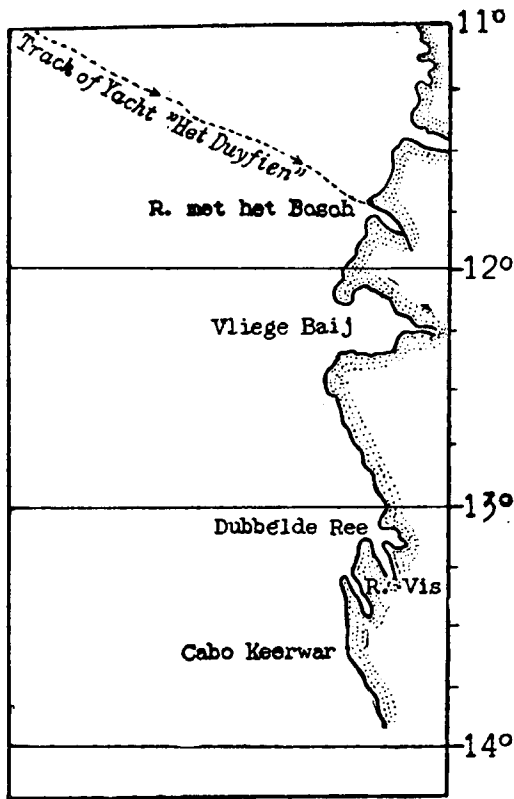 11°
Track of Yacht "Het Duyfien"
R. met het Bosch
12°
Vliege Baij
13°
Dubbelde Ree
R. Vis
Cabo Keerwar
14°